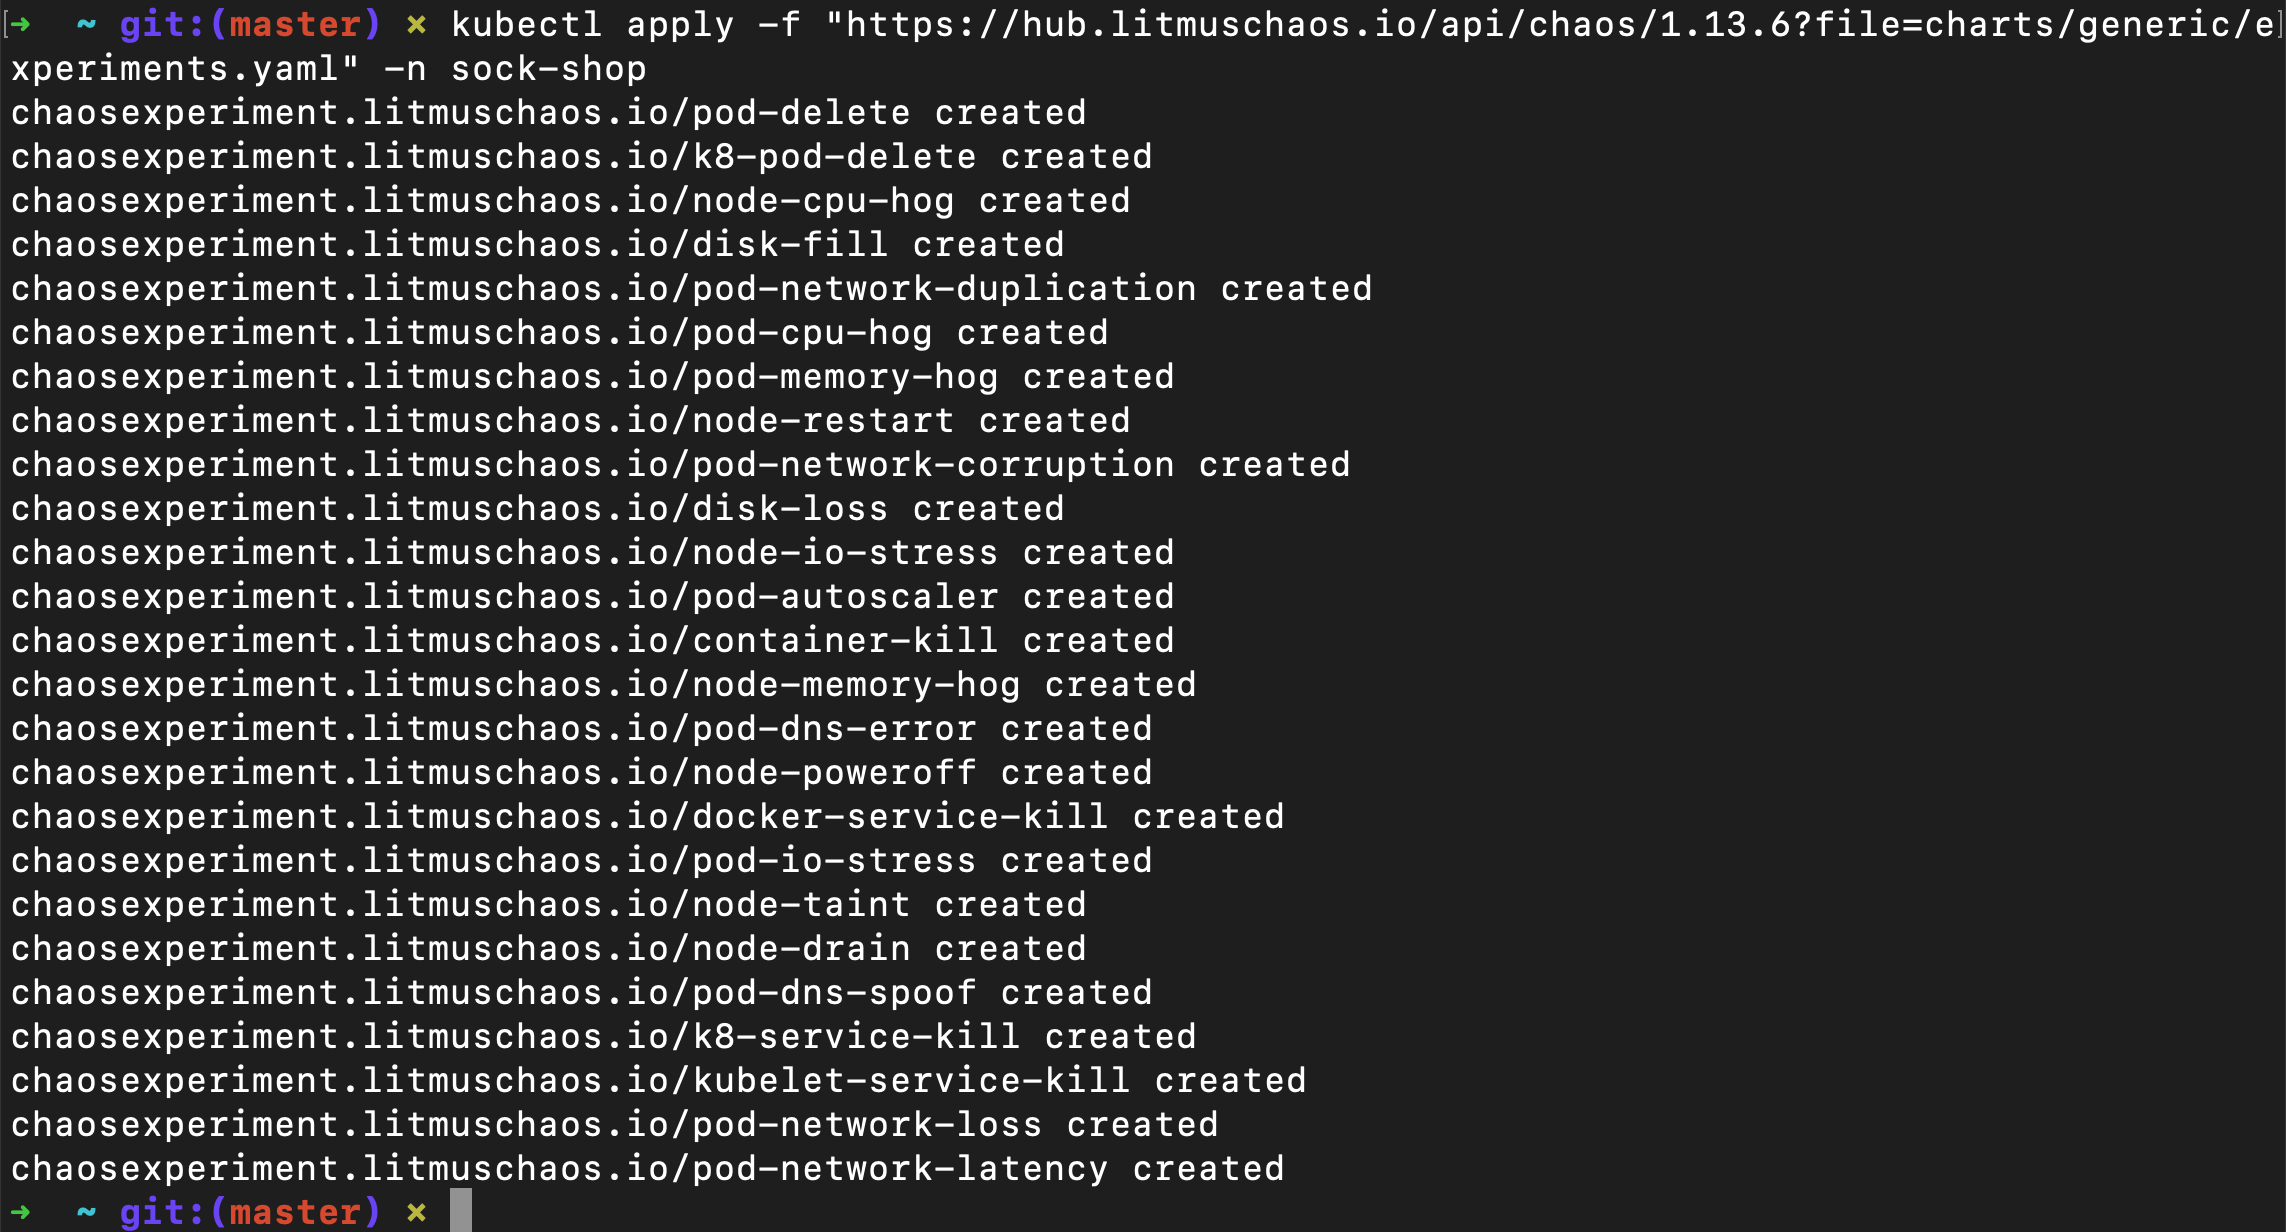 [➜  ~ git:(master) ✗ kubectl apply -f "https://hub.litmuschaos.io/api/chaos/1.13.6?file=charts/generic/e]
xperiments.yaml" -n sock-shop
chaosexperiment.litmuschaos.io/pod-delete created
chaosexperiment.litmuschaos.io/k8-pod-delete created
chaosexperiment.litmuschaos.io/node-cpu-hog created
chaosexperiment.litmuschaos.io/disk-fill created
chaosexperiment.litmuschaos.io/pod-network-duplication created
chaosexperiment.litmuschaos.io/pod-cpu-hog created
chaosexperiment.litmuschaos.io/pod-memory-hog created
chaosexperiment.litmuschaos.io/node-restart created
chaosexperiment.litmuschaos.io/pod-network-corruption created
chaosexperiment.litmuschaos.io/disk-loss created
chaosexperiment.litmuschaos.io/node-io-stress created
chaosexperiment.litmuschaos.io/pod-autoscaler created
chaosexperiment.litmuschaos.io/container-kill created
chaosexperiment.litmuschaos.io/node-memory-hog created
chaosexperiment.litmuschaos.io/pod-dns-error created
chaosexperiment.litmuschaos.io/node-poweroff created
chaosexperiment.litmuschaos.io/docker-service-kill created
chaosexperiment.litmuschaos.io/pod-io-stress created
chaosexperiment.litmuschaos.io/node-taint created
chaosexperiment.litmuschaos.io/node-drain created
chaosexperiment.litmuschaos.io/pod-dns-spoof created
chaosexperiment.litmuschaos.io/k8-service-kill created
chaosexperiment.litmuschaos.io/kubelet-service-kill created
chaosexperiment.litmuschaos.io/pod-network-loss created
chaosexperiment.litmuschaos.io/pod-network-latency created
➜  ~ git:(master) ✗